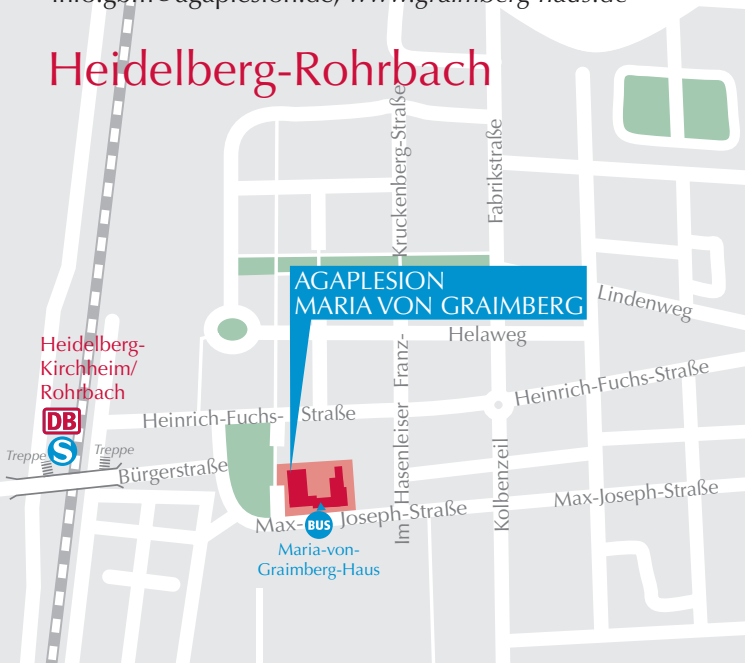 Heidelberg-Rohrbach
Kruckenberg-Straße
Fabrikstraße
AGAPLESION
MARIA VON GRAIMBERG
Lindenweg
Helaweg
Franz-
Heidelberg-
Kirchheim/
Rohrbach
DB
S
Treppe
Treppe
Heinrich-Fuchs-Straße
Heinrich-Fuchs- Straße
Bürgerstraße
Im Hasenleiser
Kolbenzeil
Max-Joseph-Straße
Max- BUS Joseph-Straße
Maria-von-
Graimberg-Haus